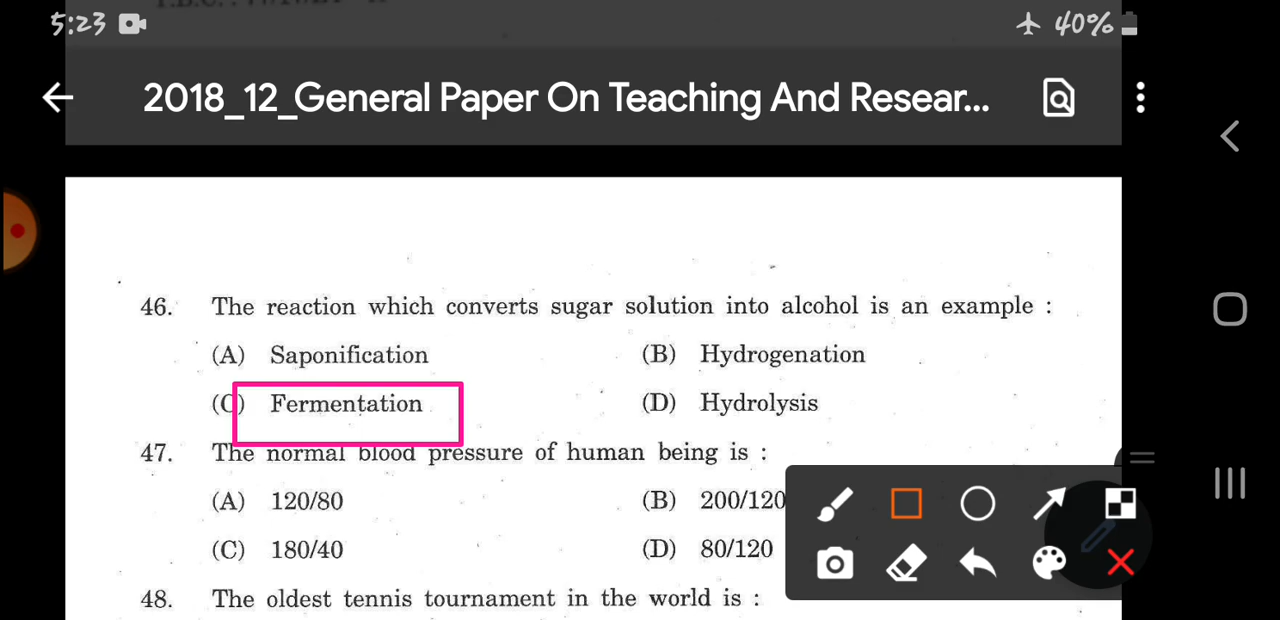 5:23 40%
2018_12_General Paper On Teaching And Resear...
46. The reaction which converts sugar solution into alcohol is an example :
(A) Saponification (B) Hydrogenation
(C) Fermentation (D) Hydrolysis
47. The normal blood pressure of human being is :
(A) 120/80 (B) 200/120
(C) 180/40 (D) 80/120
48. The oldest tennis tournament in the world is :